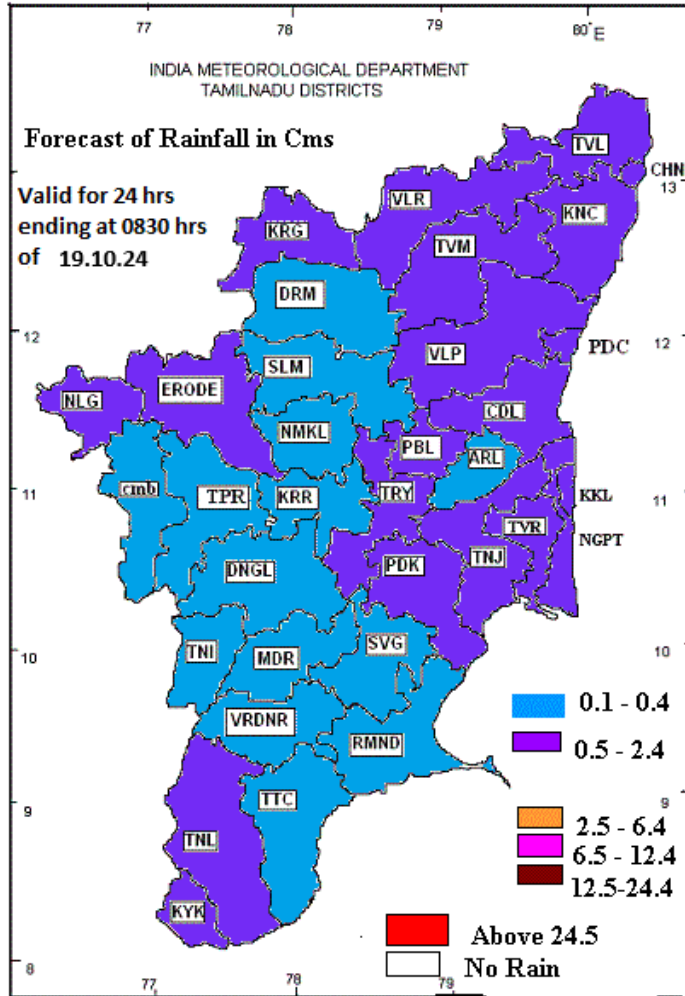 77 78 79 80° E
INDIA METEOROLOGICAL DEPARTMENT
TAMILNADU DISTRICTS
Forecast of Rainfall in Cms
TVL
CHN
13
Valid for 24 hrs
ending at 0830 hrs
of 19.10.24
VLR
KNC
KRG
TVM
DRM
12
12
PDC
VLP
SLM
ERODE
NLG
CDL
NMKL
PBL
ARL
cmb
11
TPR
KRR
TRY
KKL
11
TVR
NGPT
DNGL
PDK
TNJ
10
TNI
MDR
SVG
10
VRDNR
RMND
0.1 - 0.4
0.5 - 2.4
9
TTC
9
TNL
2.5 - 6.4
6.5 - 12.4
12.5-24.4
KYK
Above 24.5
No Rain
8
77 78 79